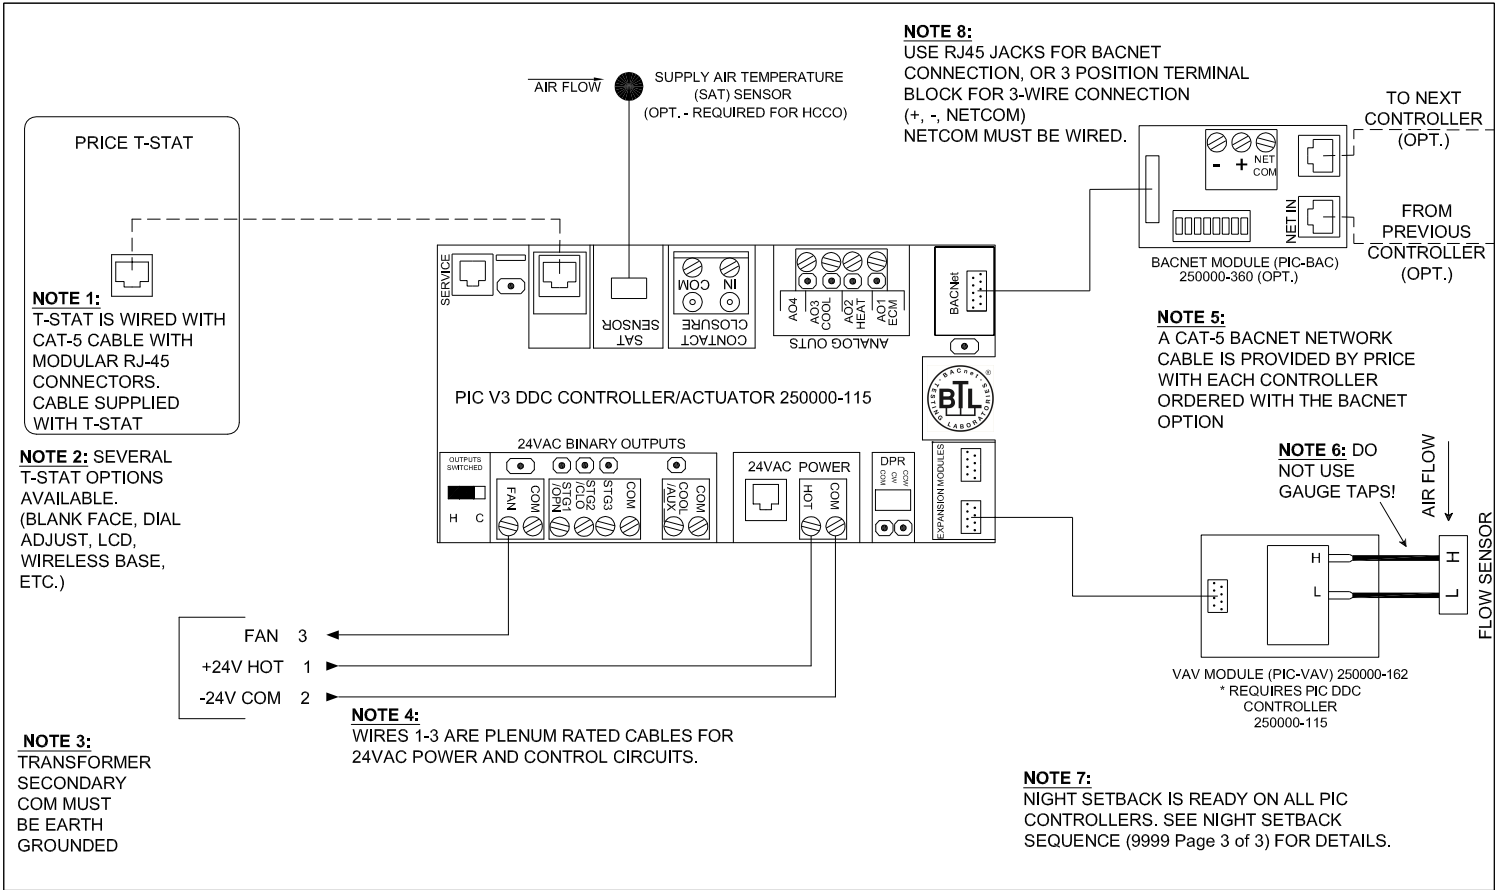 NOTE 8:
USE RJ45 JACKS FOR BACNET
CONNECTION, OR 3 POSITION TERMINAL
BLOCK FOR 3-WIRE CONNECTION
(+, -, NETCOM)
NETCOM MUST BE WIRED.
AIR FLOW
SUPPLY AIR TEMPERATURE
(SAT) SENSOR
(OPT. - REQUIRED FOR HCCO)
TO NEXT
CONTROLLER
(OPT.)
- + NET
COM
NET IN
FROM
PREVIOUS
CONTROLLER
(OPT.)
BACNET MODULE (PIC-BAC)
250000-360 (OPT.)
PRICE T-STAT
NOTE 1:
T-STAT IS WIRED WITH
CAT-5 CABLE WITH
MODULAR RJ-45
CONNECTORS.
CABLE SUPPLIED
WITH T-STAT
NOTE 2: SEVERAL
T-STAT OPTIONS
AVAILABLE.
(BLANK FACE, DIAL
ADJUST, LCD,
WIRELESS BASE,
ETC.)
SERVICE
SAT
SENSOR
COM IN
CONTACT
CLOSURE
AO4
AO3
COOL
AO2
HEAT
AO1
ECM
ANALOG OUTS
BACNet
PIC V3 DDC CONTROLLER/ACTUATOR 250000-115
BACnet
BTL
®
TESTING LABORATORIES
24VAC BINARY OUTPUTS
OUTPUTS
SWITCHED
H C
FAN
COM
STG1
/OPN
STG2
/CLO
STG3
COM
COOL
/AUX
COM
24VAC POWER
HOT
COM
DPR
COM
CW
CCW
EXPANSION MODULES
NOTE 5:
A CAT-5 BACNET NETWORK
CABLE IS PROVIDED BY PRICE
WITH EACH CONTROLLER
ORDERED WITH THE BACNET
OPTION
NOTE 6: DO
NOT USE
GAUGE TAPS!
AIR FLOW
H
L
H
L
FLOW SENSOR
VAV MODULE (PIC-VAV) 250000-162
* REQUIRES PIC DDC
CONTROLLER
250000-115
FAN 3
+24V HOT 1
-24V COM 2
NOTE 3:
TRANSFORMER
SECONDARY
COM MUST
BE EARTH
GROUNDED
NOTE 4:
WIRES 1-3 ARE PLENUM RATED CABLES FOR
24VAC POWER AND CONTROL CIRCUITS.
NOTE 7:
NIGHT SETBACK IS READY ON ALL PIC
CONTROLLERS. SEE NIGHT SETBACK
SEQUENCE (9999 Page 3 of 3) FOR DETAILS.